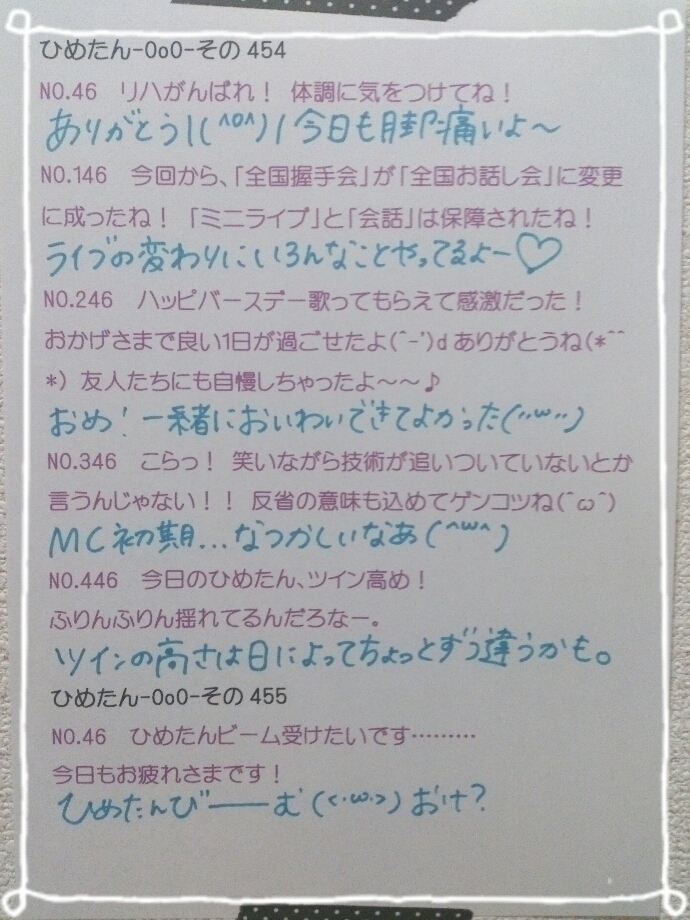 ひめたん-OoO-その454
NO.46　リハがんばれ！ 体調に気をつけてね！
ありがとう!(^o^)/今日も脚痛いよ〜
NO.146　今回から、「全国握手会」が「全国お話し会」に変更
に成ったね！「ミニライブ」と「会話」は保障されたね！
ライブの変わりにいろんなことやってるよー♡
NO.246　ハッピバースデー歌ってもらえて感激だった！
おかげさまで良い1日が過ごせたよ(^-')d ありがとうね(*^^
*) 友人たちにも自慢しちゃったよ〜〜♪
おめ！一緒においわいできてよかった(''ω'')
NO.346　こらっ！ 笑いながら技術が追いついていないとか
言うんじゃない！！ 反省の意味も込めてゲンコツね(^ω^)
MC初期...なつかしいなあ(^ω^)
NO.446　今日のひめたん、ツイン高め！
ふりんふりん揺れてるんだろなー。
ツインの高さは日によってちょっとずつ違うかも。
ひめたん-OoO-その455
NO.46　ひめたんビーム受けたいです………
今日もお疲れさまです！
ひめたんびーーーむ(<・ω・>)おけ？